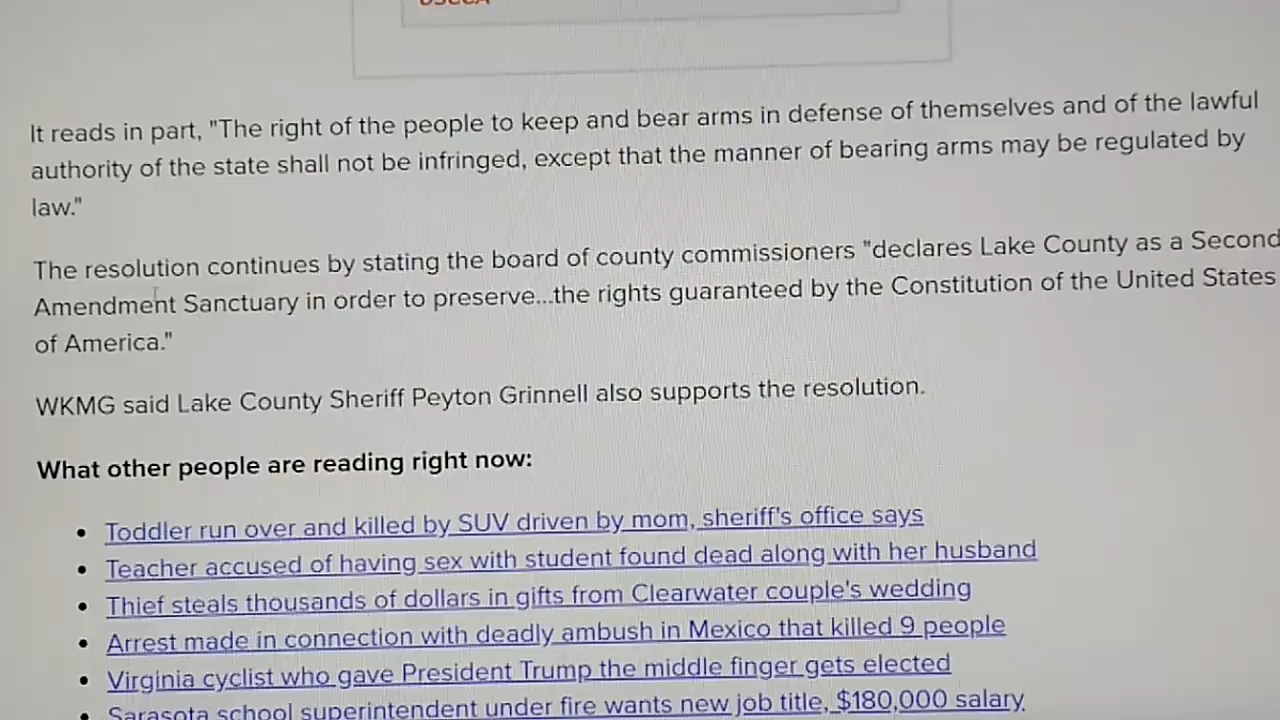 It reads in part, "The right of the people to keep and bear arms in defense of themselves and of the lawful
authority of the state shall not be infringed, except that the manner of bearing arms may be regulated by
law."
The resolution continues by stating the board of county commissioners "declares Lake County as a Second
Amendment Sanctuary in order to preserve...the rights guaranteed by the Constitution of the United States
of America."
WKMG said Lake County Sheriff Peyton Grinnell also supports the resolution.
What other people are reading right now:
Toddler run over and killed by SUV driven by mom, sheriff's office says
Teacher accused of having sex with student found dead along with her husband
Thief steals thousands of dollars in gifts from Clearwater couple's wedding
Arrest made in connection with deadly ambush in Mexico that killed 9 people
Virginia cyclist who gave President Trump the middle finger gets elected
Sarasota school superintendent under fire wants new job title, $180,000 salary